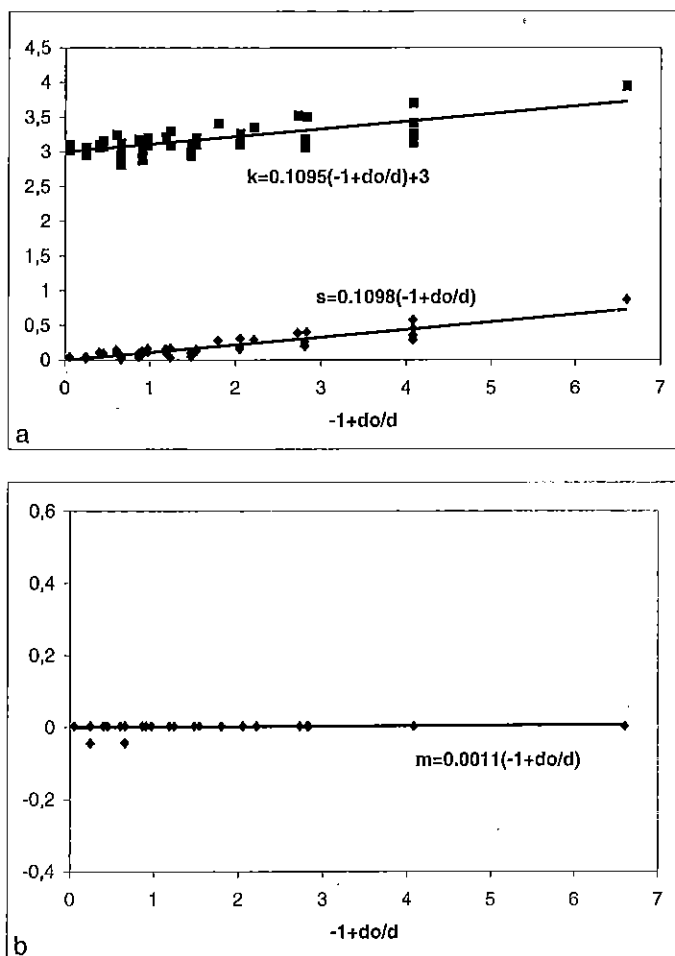 4,5
4
3,5
3
2,5
2
1,5
1
0,5
0
k=0.1095(-1+do/d)+3
s=0.1098(-1+do/d)
0 1 2 3 4 5 6 7
-1+do/d
a
0,6
0,4
0,2
0
-0,2
-0,4
m=0.0011(-1+do/d)
0 1 2 3 4 5 6 7
-1+do/d
b